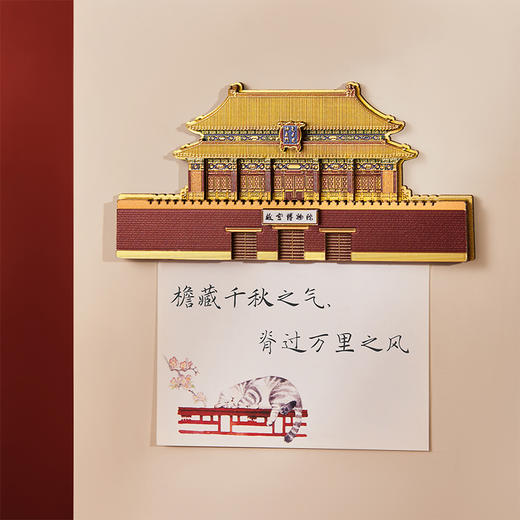 故宫博物院
檐藏千秋之气、
脊过万里之风